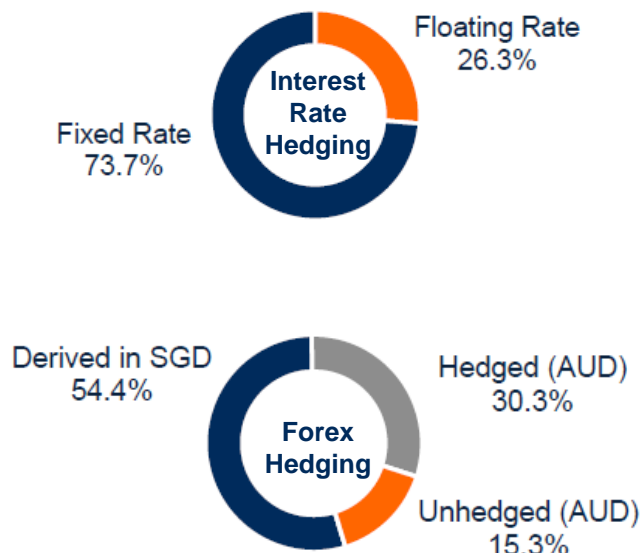 Floating Rate
26.3%
Interest
Rate
Hedging
Fixed Rate
73.7%
Derived in SGD
54.4%
Hedged (AUD)
30.3%
Forex
Hedging
Unhedged (AUD)
15.3%